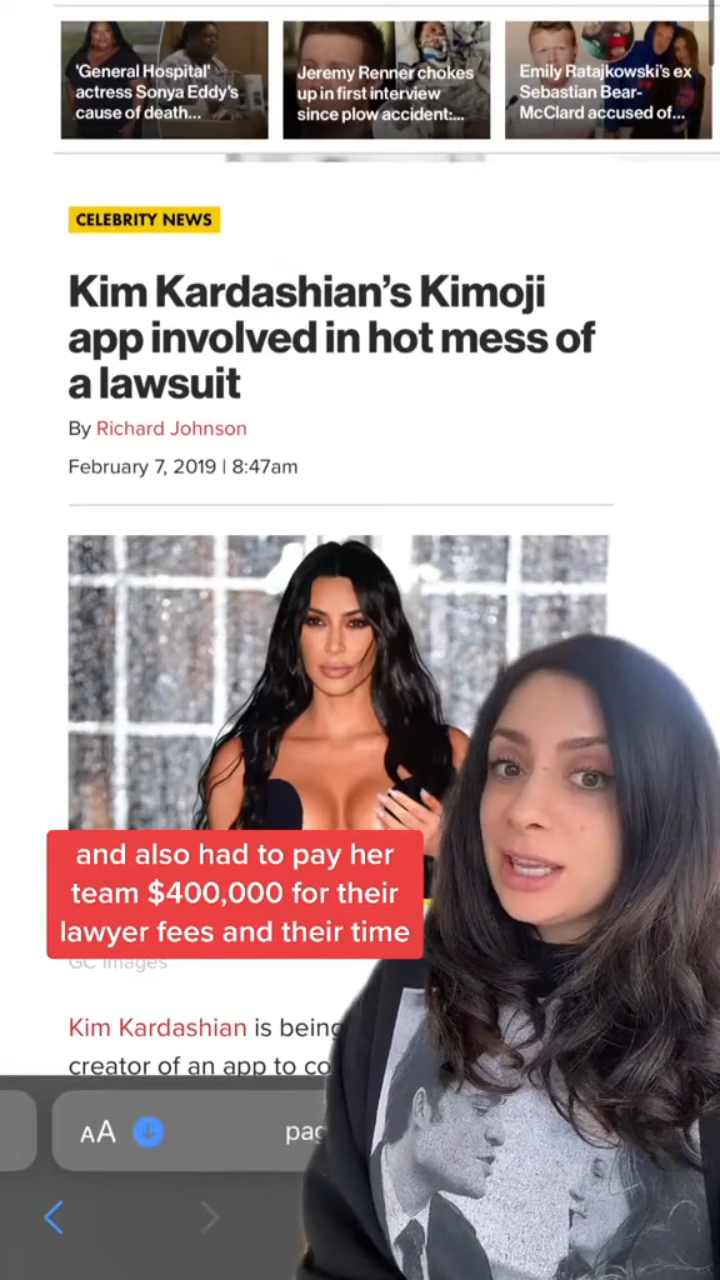 'General Hospital'
actress Sonya Eddy's
cause of death...
Jeremy Renner chokes
up in first interview
since plow accident:...
Emily Ratajkowski's ex
Sebastian Bear-
McClard accused of...
CELEBRITY NEWS
Kim Kardashian's Kimoji
app involved in hot mess of
a lawsuit
By Richard Johnson
February 7, 2019 | 8:47am
and also had to pay her
team $400,000 for their
lawyer fees and their time
GC Images
Kim Kardashian is being
creator of an app to co
AA
pag